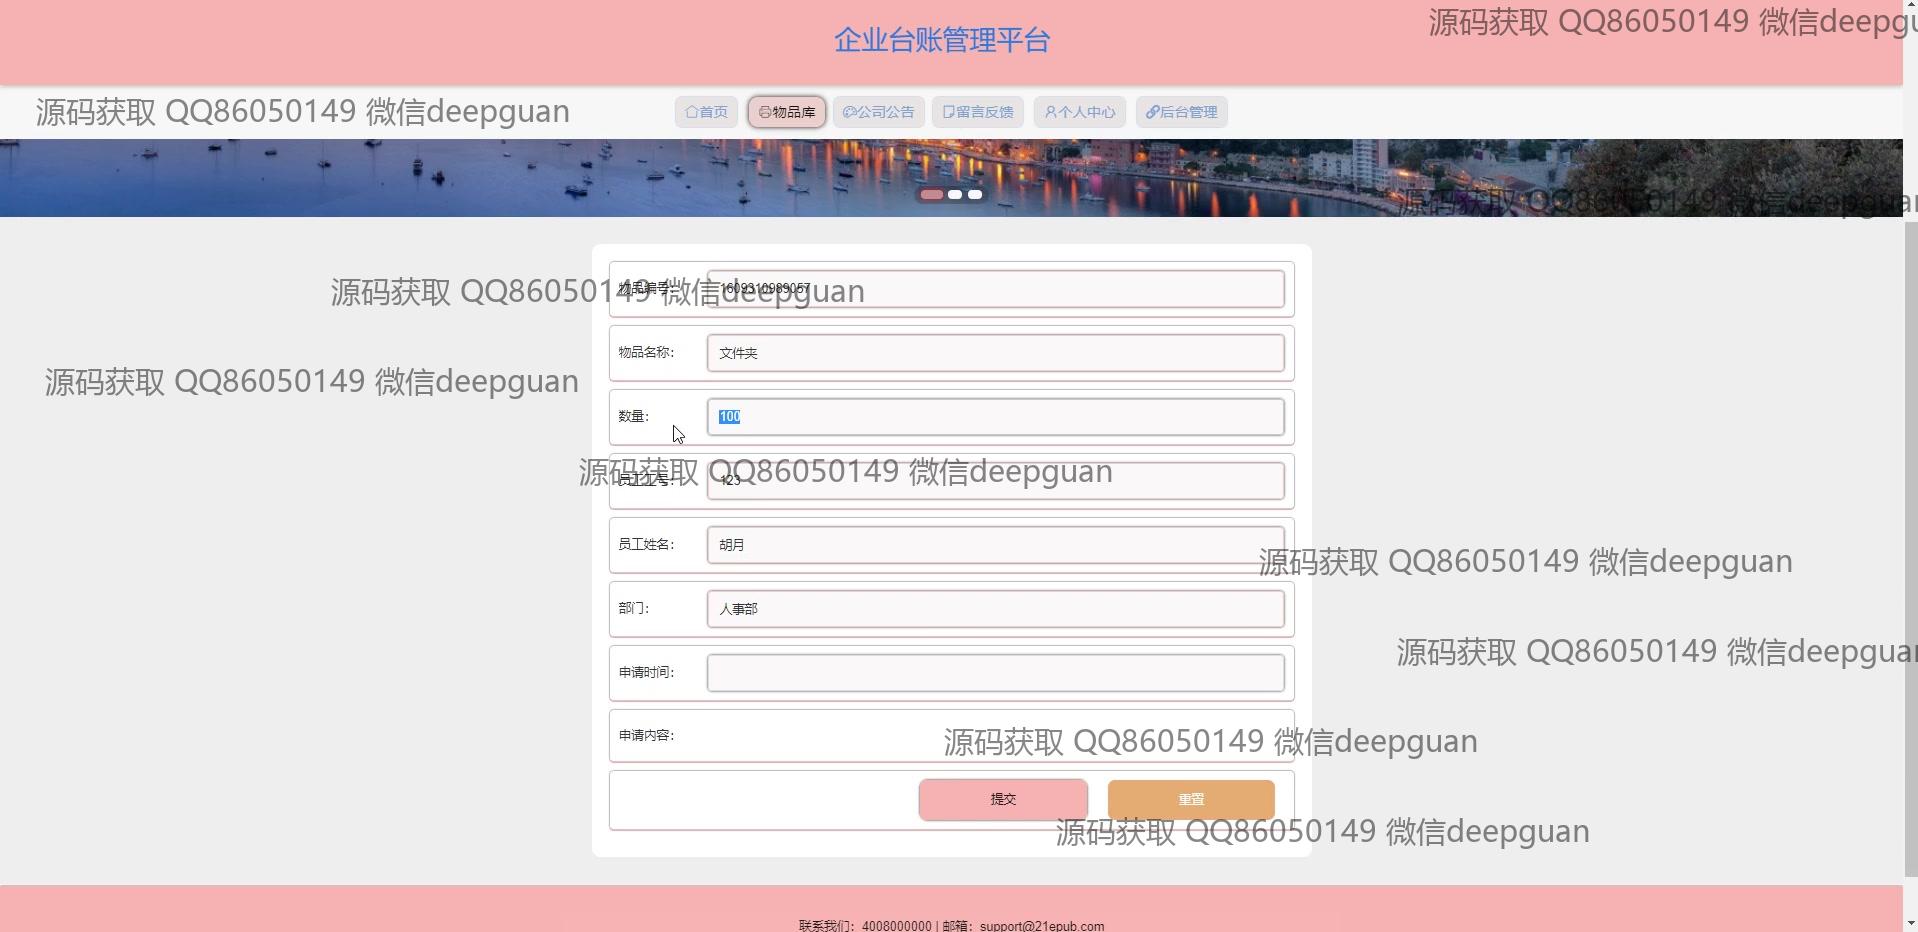 企业台账管理平台
源码获取 QQ86050149 微信deepgu
源码获取 QQ86050149 微信deepguan
首页 物品库 公司公告 留言反馈 个人中心 后台管理
源码获取 QQ86050149 微信deepguan
物品编号: 1609310989057
源码获取 QQ86050149 微信deepguan
物品名称: 文件夹
源码获取 QQ86050149 微信deepguan
数量: 100
源码获取 QQ86050149 微信deepguan
员工工号: 123
员工姓名: 胡月
源码获取 QQ86050149 微信deepguan
部门: 人事部
源码获取 QQ86050149 微信deepguan
申请时间:
申请内容:
源码获取 QQ86050149 微信deepguan
提交 重置
源码获取 QQ86050149 微信deepguan
联系我们: 4008000000 | 邮箱: support@21epub.com